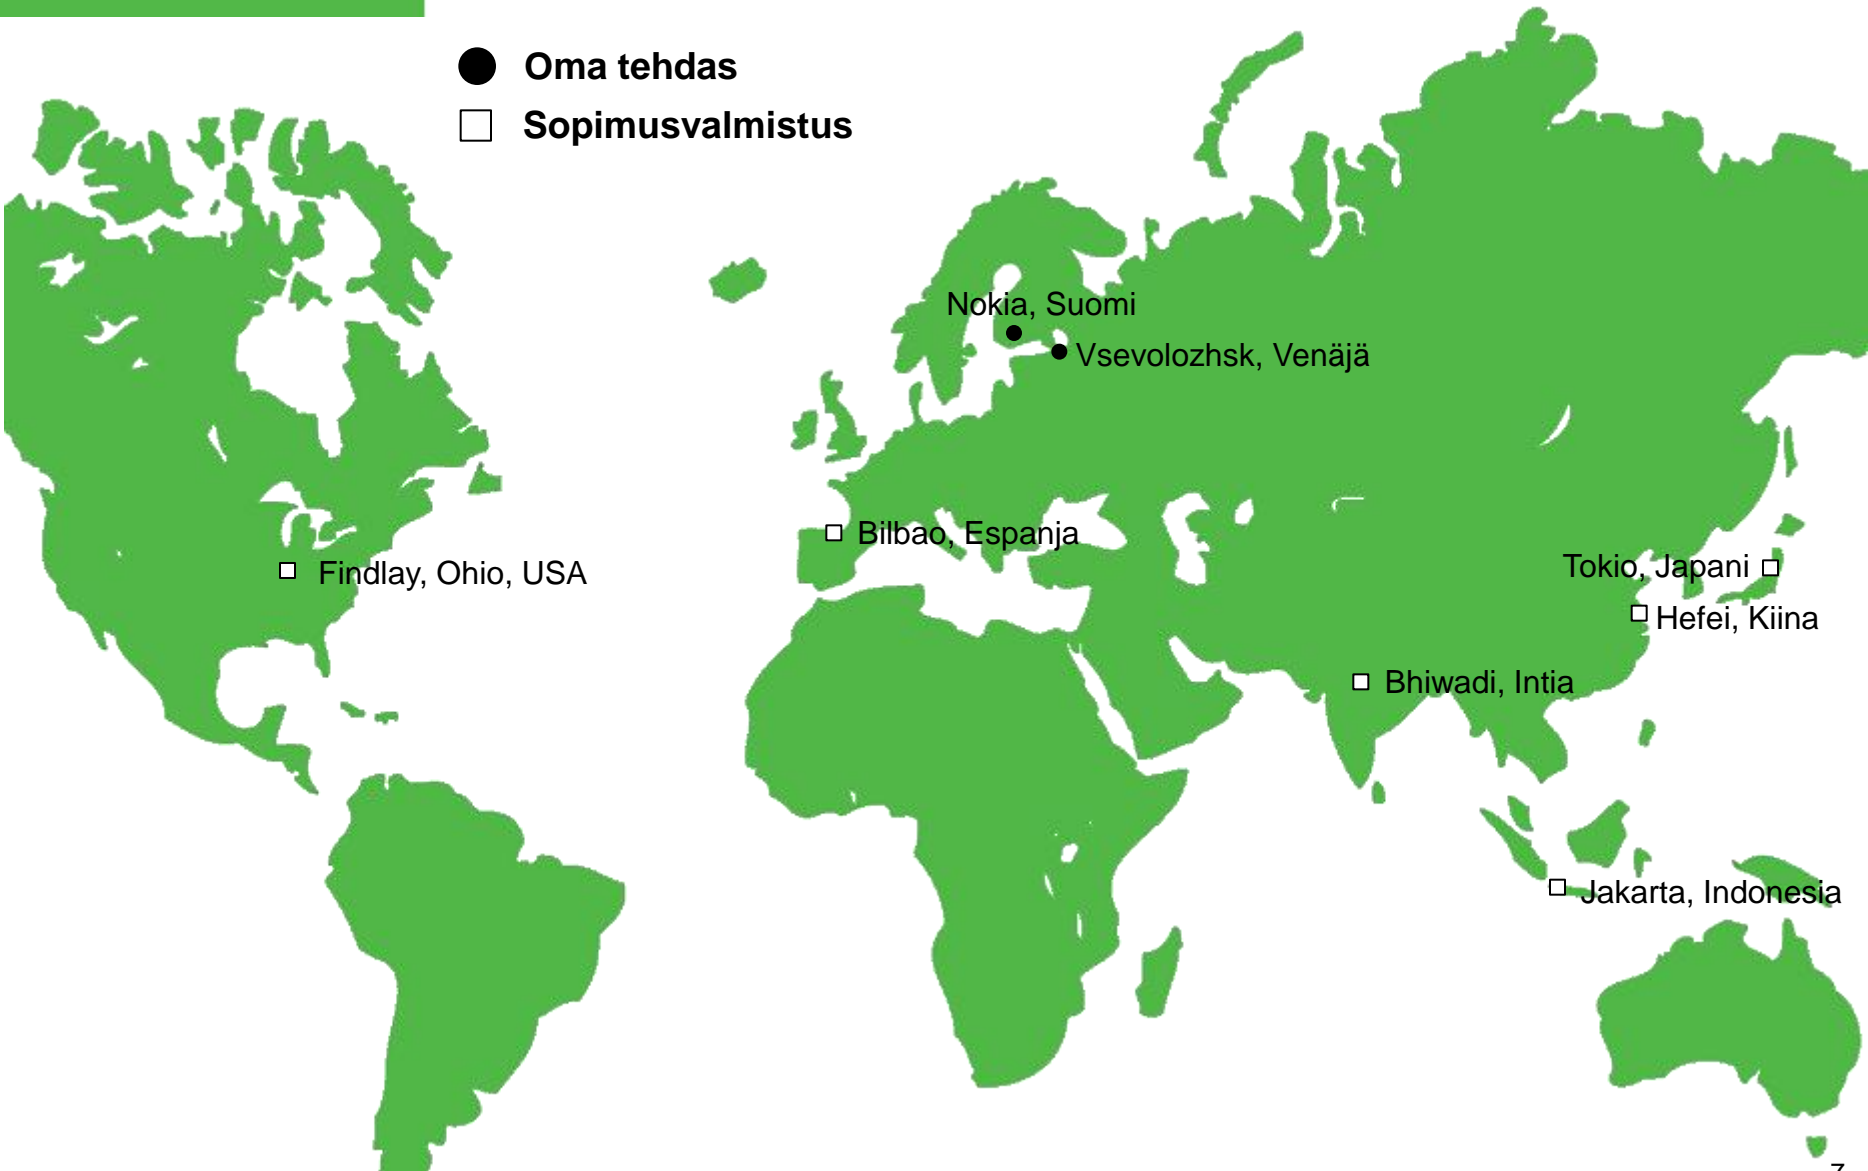 Oma tehdas
Sopimusvalmistus
Nokia, Suomi
Vsevolozhsk, Venäjä
Bilbao, Espanja
Findlay, Ohio, USA
Tokio, Japani
Hefei, Kiina
Bhiwadi, Intia
Jakarta, Indonesia